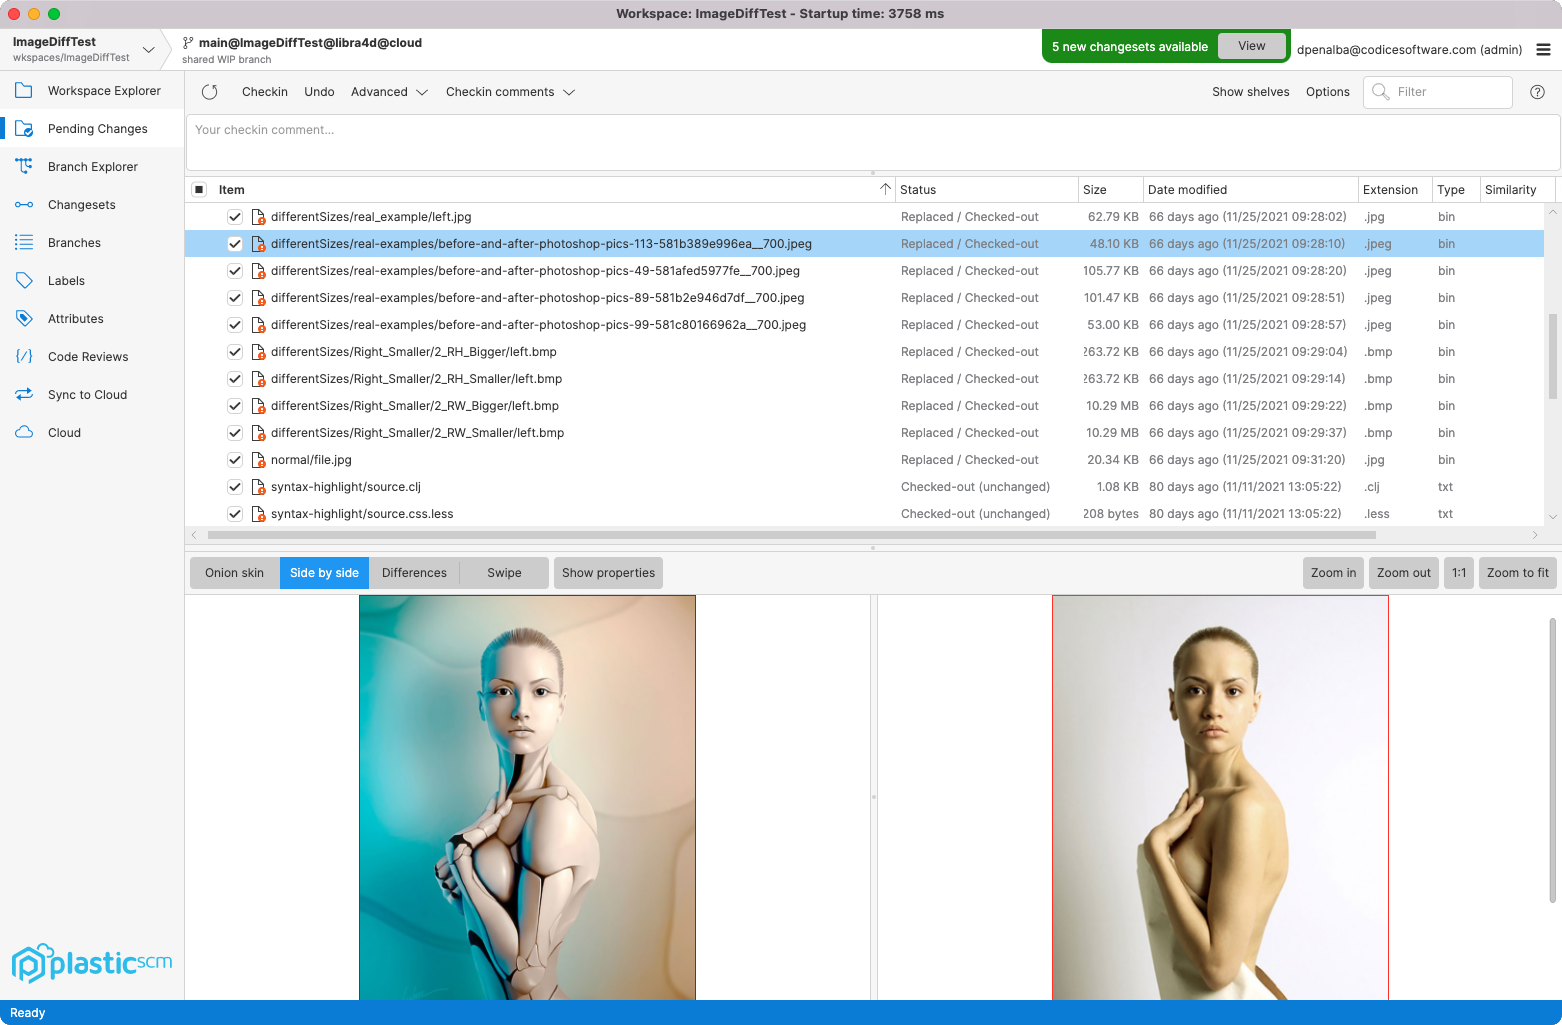 Workspace: ImageDiffTest - Startup time: 3758 ms
ImageDiffTest
wkspaces/ImageDiffTest
main@ImageDiffTest@libra4d@cloud
shared WIP branch
5 new changesets available View
dpenalba@codicesoftware.com (admin)
Workspace Explorer
Pending Changes
Branch Explorer
Changesets
Branches
Labels
Attributes
Code Reviews
Sync to Cloud
Cloud
Checkin Undo Advanced Checkin comments Show shelves Options Filter
Your checkin comment...
Item Status Size Date modified Extension Type Similarity
differentSizes/real_example/left.jpg Replaced / Checked-out 62.79 KB 66 days ago (11/25/2021 09:28:02) .jpg bin
differentSizes/real-examples/before-and-after-photoshop-pics-113-581b389e996ea__700.jpeg Replaced / Checked-out 48.10 KB 66 days ago (11/25/2021 09:28:10) .jpeg bin
differentSizes/real-examples/before-and-after-photoshop-pics-49-581afed5977fe__700.jpeg Replaced / Checked-out 105.77 KB 66 days ago (11/25/2021 09:28:20) .jpeg bin
differentSizes/real-examples/before-and-after-photoshop-pics-89-581b2e946d7df__700.jpeg Replaced / Checked-out 101.47 KB 66 days ago (11/25/2021 09:28:51) .jpeg bin
differentSizes/real-examples/before-and-after-photoshop-pics-99-581c80166962a__700.jpeg Replaced / Checked-out 53.00 KB 66 days ago (11/25/2021 09:28:57) .jpeg bin
differentSizes/Right_Smaller/2_RH_Bigger/left.bmp Replaced / Checked-out 263.72 KB 66 days ago (11/25/2021 09:29:04) .bmp bin
differentSizes/Right_Smaller/2_RH_Smaller/left.bmp Replaced / Checked-out 263.72 KB 66 days ago (11/25/2021 09:29:14) .bmp bin
differentSizes/Right_Smaller/2_RW_Bigger/left.bmp Replaced / Checked-out 10.29 MB 66 days ago (11/25/2021 09:29:22) .bmp bin
differentSizes/Right_Smaller/2_RW_Smaller/left.bmp Replaced / Checked-out 10.29 MB 66 days ago (11/25/2021 09:29:37) .bmp bin
normal/file.jpg Replaced / Checked-out 20.34 KB 66 days ago (11/25/2021 09:31:20) .jpg bin
syntax-highlight/source.clj Checked-out (unchanged) 1.08 KB 80 days ago (11/11/2021 13:05:22) .clj txt
syntax-highlight/source.css.less Checked-out (unchanged) 208 bytes 80 days ago (11/11/2021 13:05:22) .less txt
Onion skin Side by side Differences Swipe Show properties Zoom in Zoom out 1:1 Zoom to fit
plastic scm
Ready